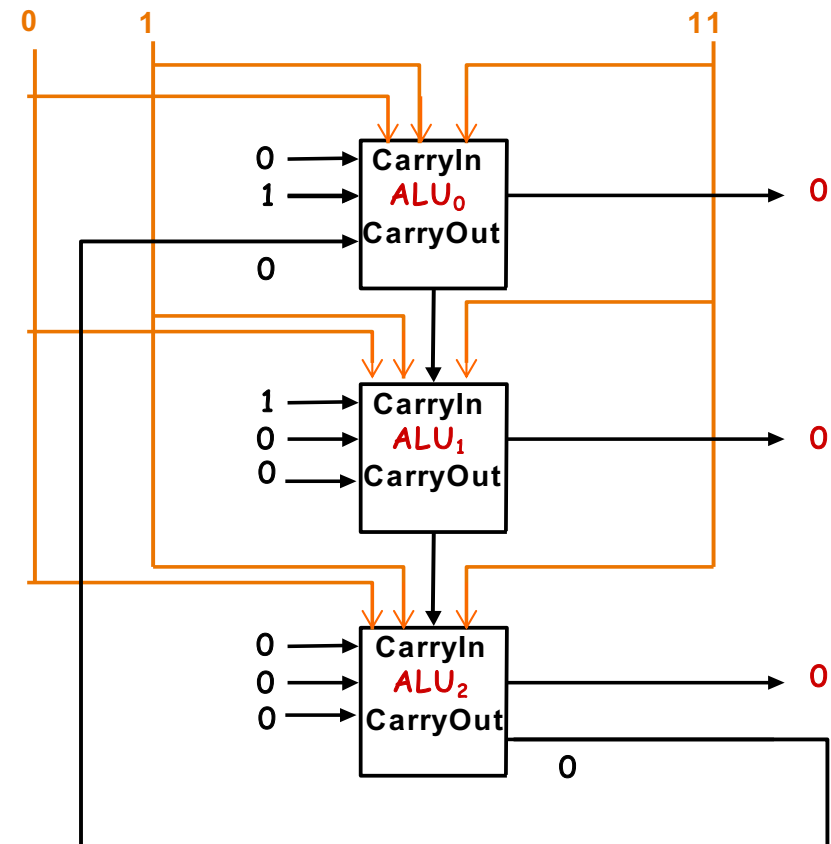 0 1 11
0 CarryIn
1 ALU₀ 0
CarryOut
0
1 CarryIn
0 ALU₁ 0
0 CarryOut
0 CarryIn
0 ALU₂ 0
0 CarryOut
0